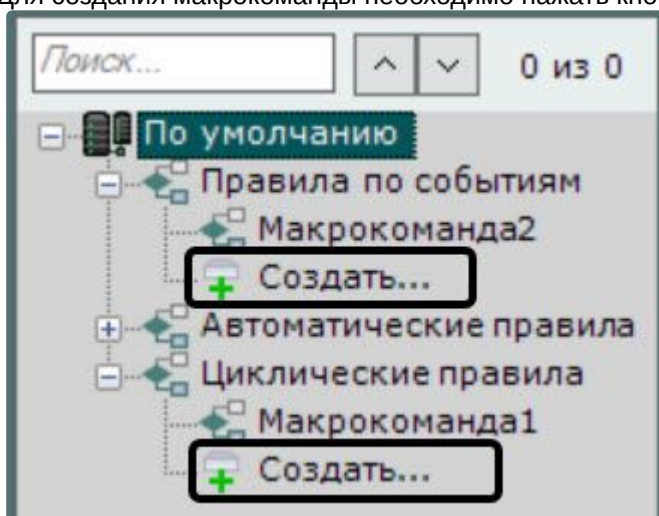 для создания макрокоманды необходимо нажать кно
Поиск...
0 из 0
По умолчанию
Правила по событиям
Макрокоманда2
Создать...
Автоматические правила
Циклические правила
Макрокоманда1
Создать...